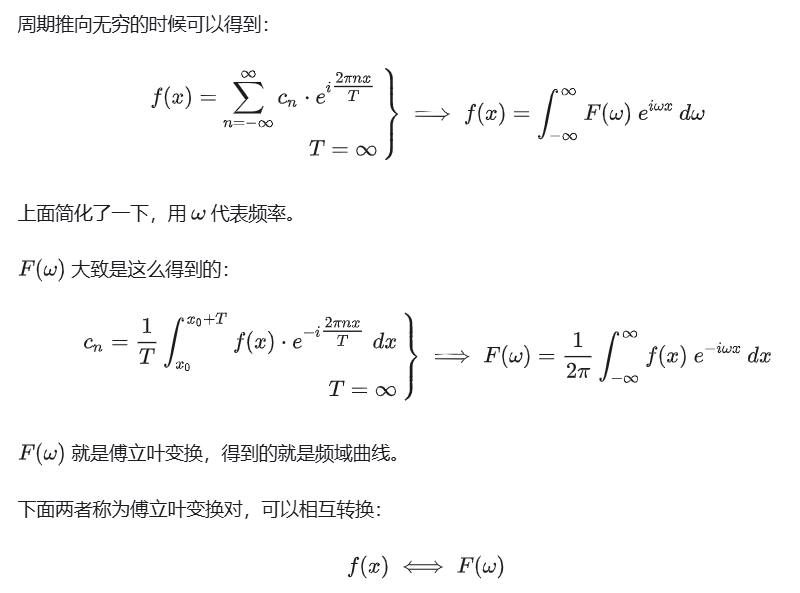 周期推向无穷的时候可以得到：
$$\left.\begin{array}{r} f(x) = \sum_{n=-\infty}^{\infty} c_n \cdot e^{i\frac{2\pi nx}{T}} \\ T = \infty \end{array}\right\} \implies f(x) = \int_{-\infty}^{\infty} F(\omega)\, e^{i\omega x}\, d\omega$$
上面简化了一下，用 $\omega$ 代表频率。
$F(\omega)$ 大致是这么得到的：
$$\left.\begin{array}{r} c_n = \frac{1}{T} \int_{x_0}^{x_0+T} f(x) \cdot e^{-i\frac{2\pi nx}{T}}\, dx \\ T = \infty \end{array}\right\} \implies F(\omega) = \frac{1}{2\pi} \int_{-\infty}^{\infty} f(x)\, e^{-i\omega x}\, dx$$
$F(\omega)$ 就是傅立叶变换，得到的就是频域曲线。
下面两者称为傅立叶变换对，可以相互转换：
$$f(x) \iff F(\omega)$$